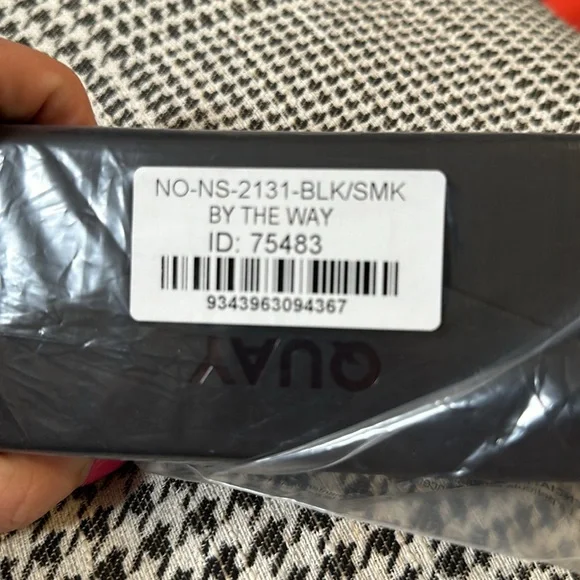 NO-NS-2131-BLK/SMK
BY THE WAY
ID: 75483
9343963094367
QUAY